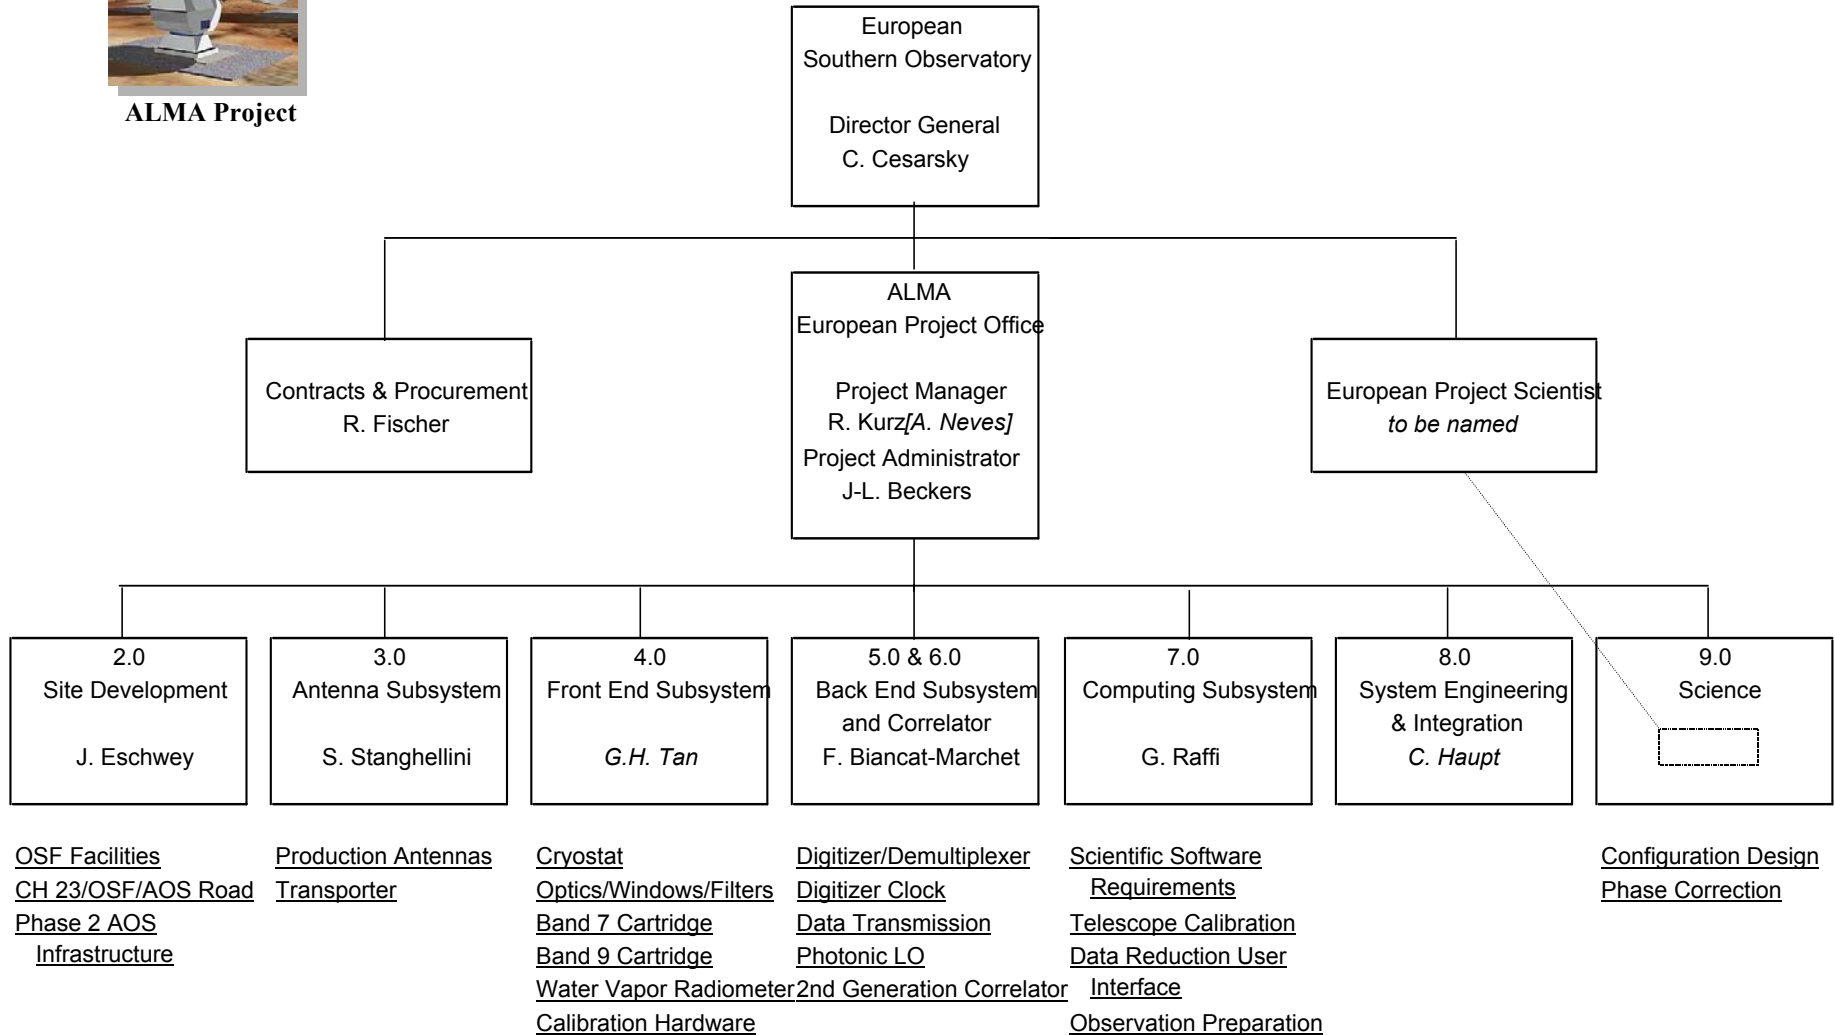 ALMA Project
European
Southern Observatory
Director General
C. Cesarsky
ALMA
European Project Office
Project Manager
R. Kurz[A. Neves]
Project Administrator
J-L. Beckers
Contracts & Procurement
R. Fischer
European Project Scientist
to be named
2.0
Site Development
J. Eschwey
3.0
Antenna Subsystem
S. Stanghellini
4.0
Front End Subsystem
G.H. Tan
5.0 & 6.0
Back End Subsystem
and Correlator
F. Biancat-Marchet
7.0
Computing Subsystem
G. Raffi
8.0
System Engineering
& Integration
C. Haupt
9.0
Science
OSF Facilities
CH 23/OSF/AOS Road
Phase 2 AOS
Infrastructure
Production Antennas
Transporter
Cryostat
Optics/Windows/Filters
Band 7 Cartridge
Band 9 Cartridge
Water Vapor Radiometer
Calibration Hardware
Digitizer/Demultiplexer
Digitizer Clock
Data Transmission
Photonic LO
2nd Generation Correlator
Scientific Software
Requirements
Telescope Calibration
Data Reduction User
Interface
Observation Preparation
Configuration Design
Phase Correction